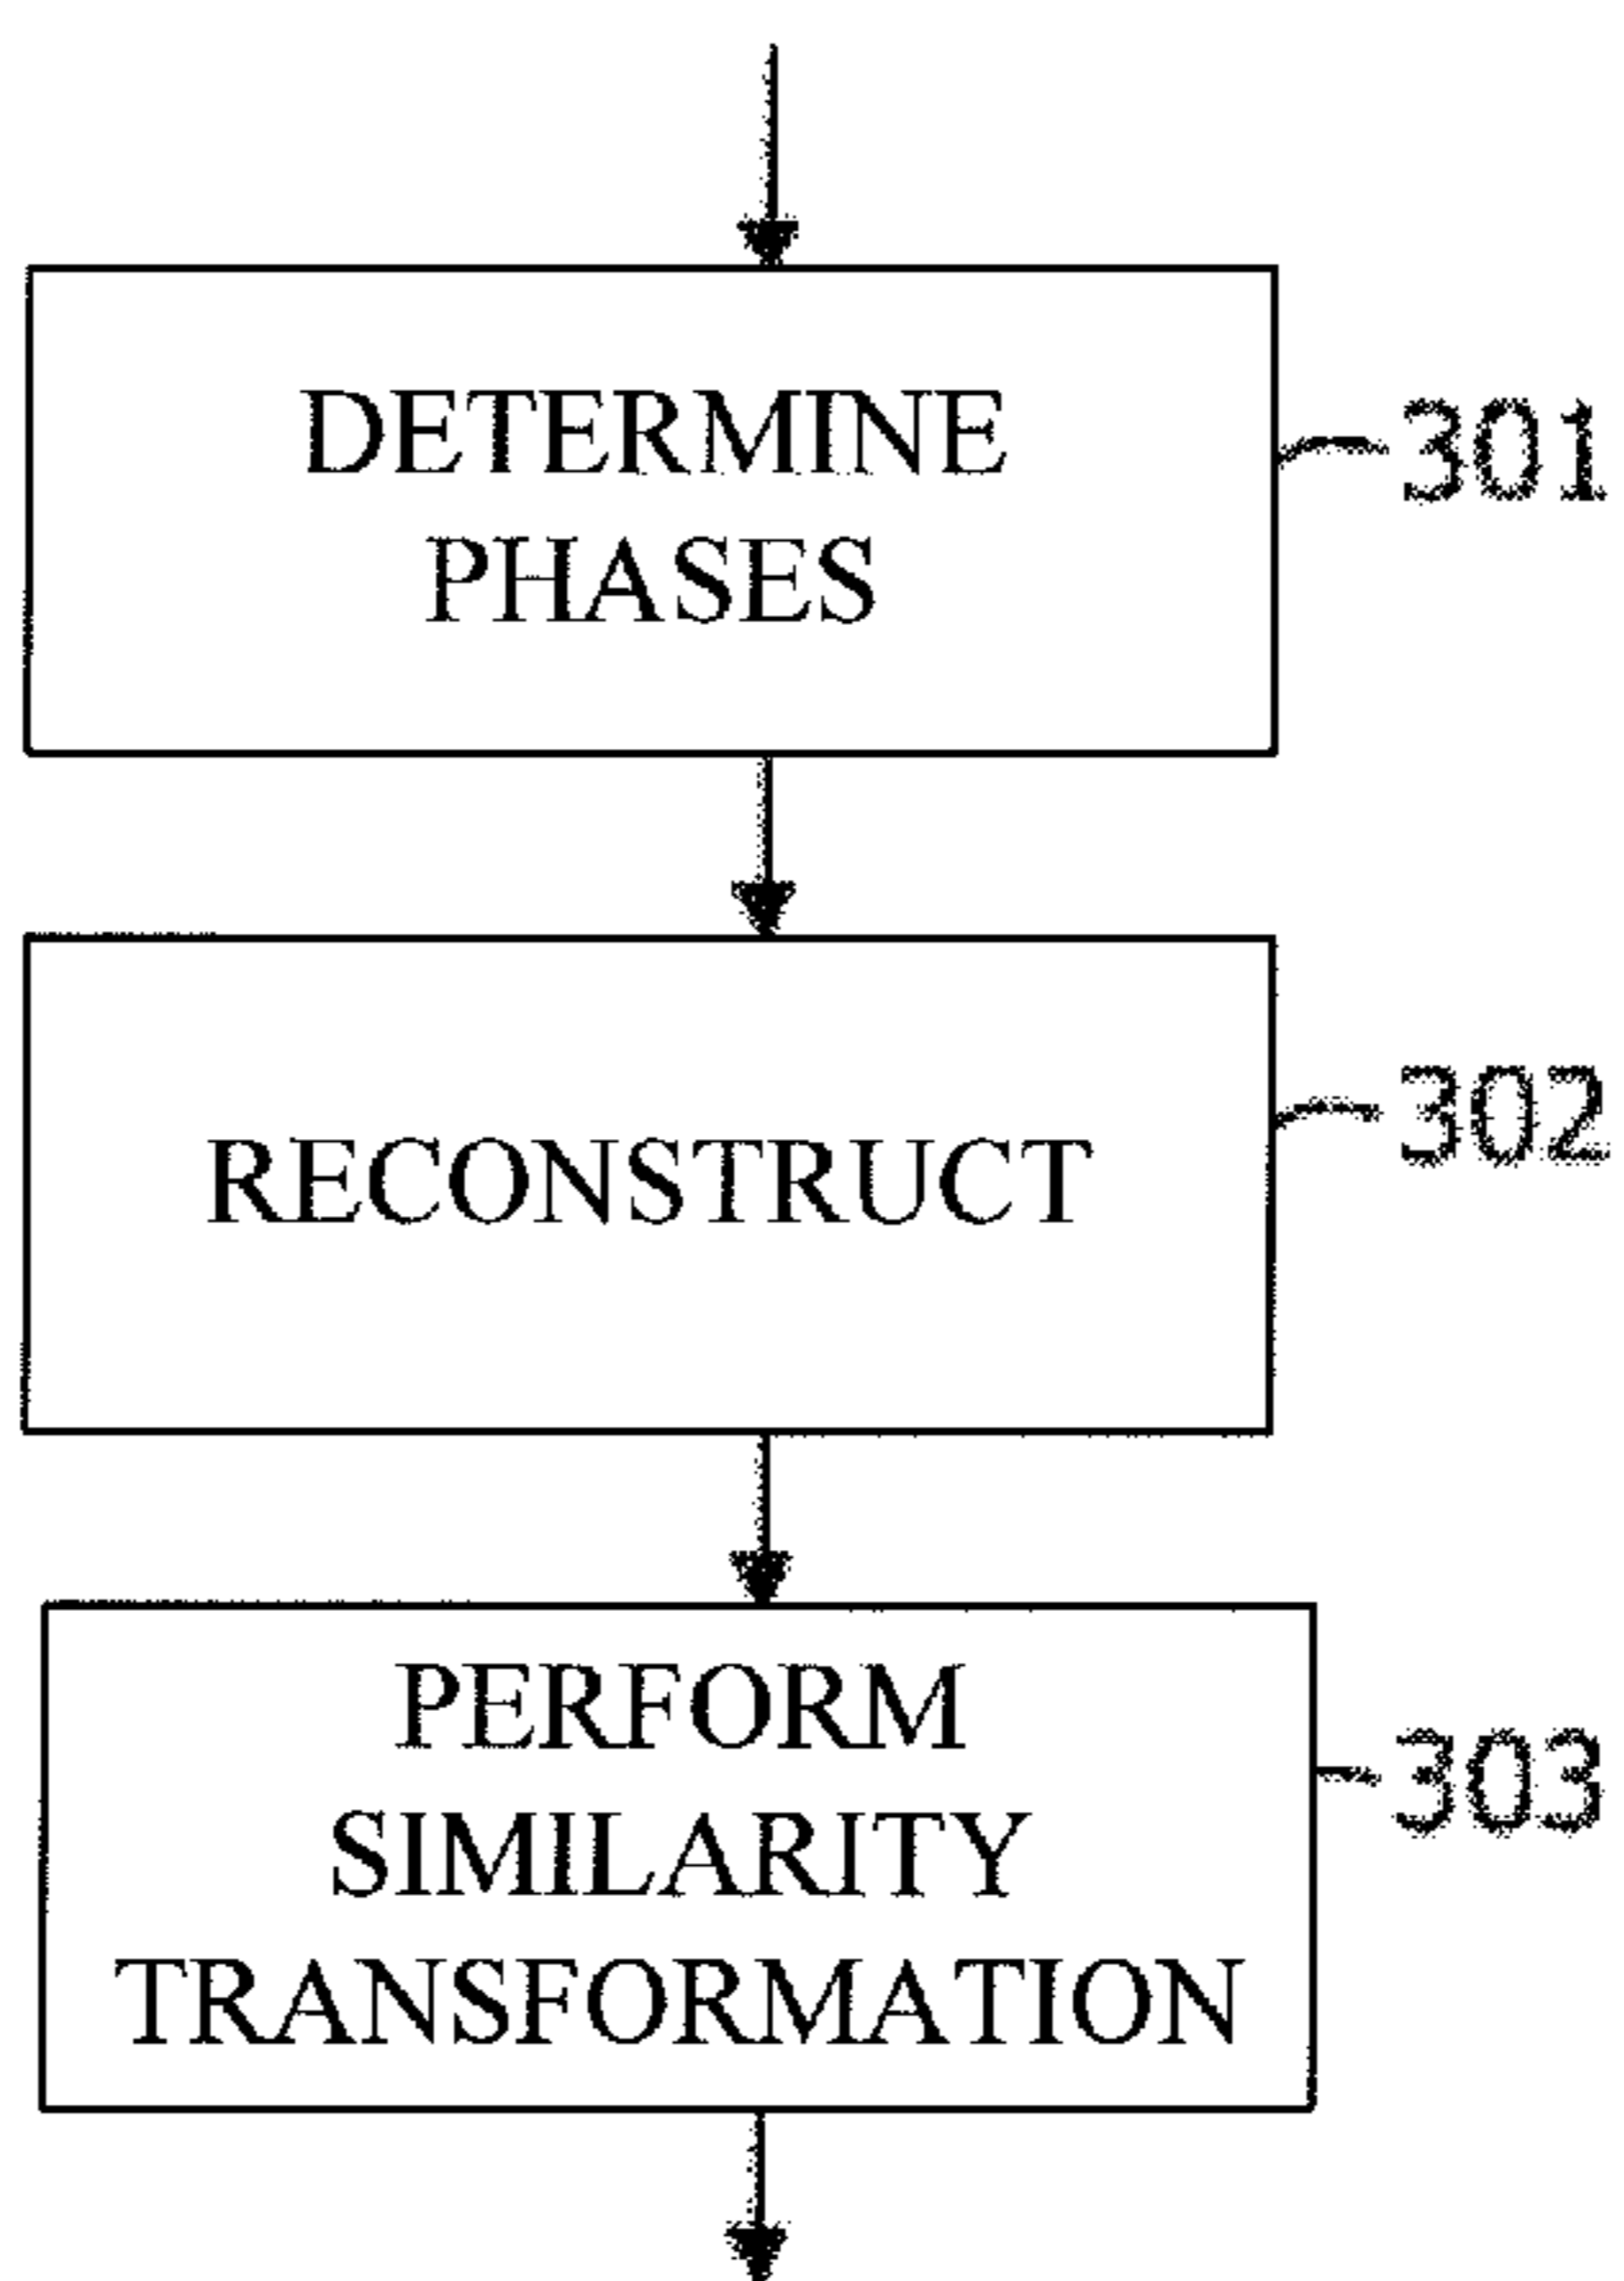 DETERMINE
PHASES
301
RECONSTRUCT
302
PERFORM
SIMILARITY
TRANSFORMATION
303